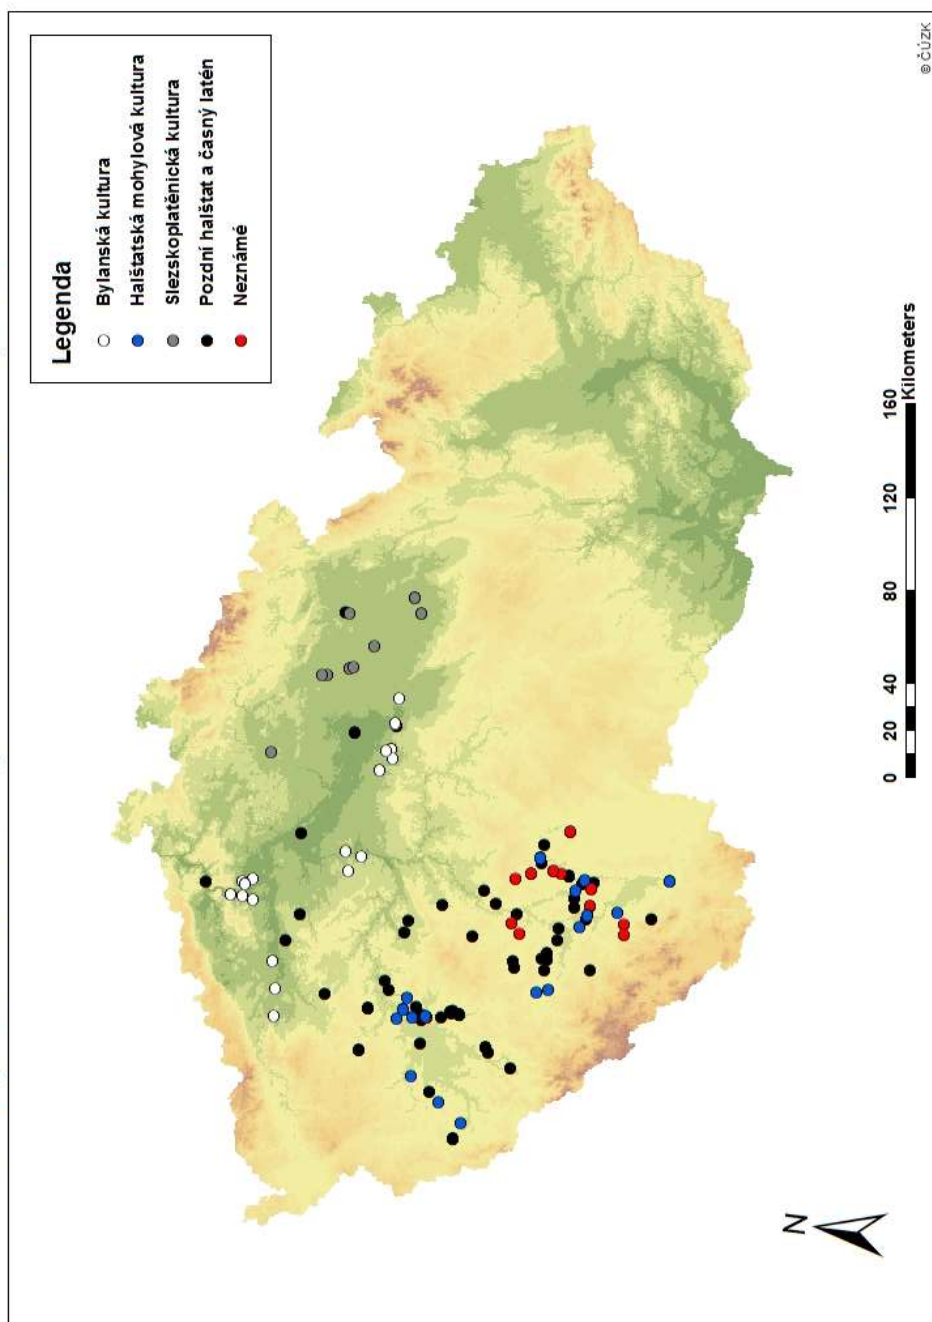 Legenda
Bylanská kultura
Halštatská mohylová kultura
Slezskoplatěnická kultura
Pozdní halštat a časný latén
Neznámé
N
0 20 40 80 120 160
Kilometers
© ČÚZK